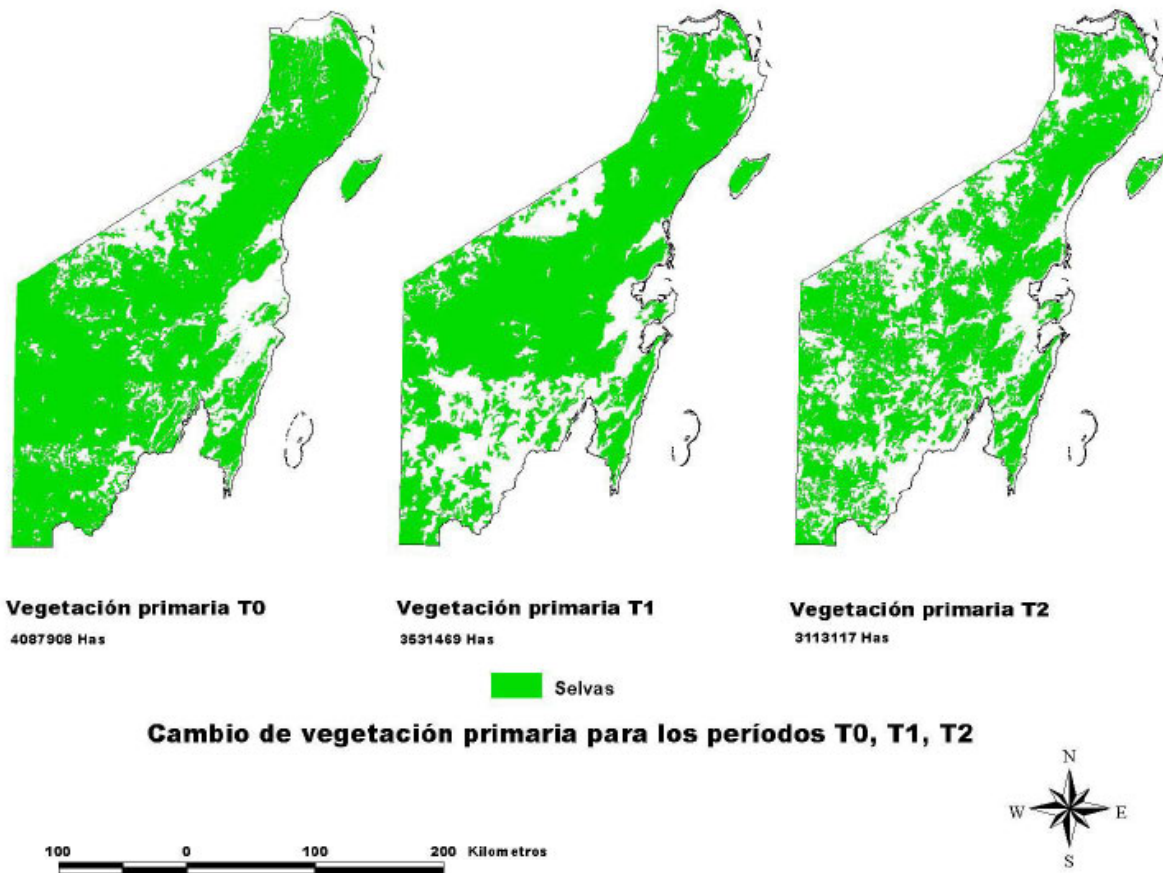 Vegetación primaria T0
4087908 Has
Vegetación primaria T1
3531469 Has
Vegetación primaria T2
3113117 Has
Selvas
Cambio de vegetación primaria para los períodos T0, T1, T2
N
W E
S
100 0 100 200 Kilometros